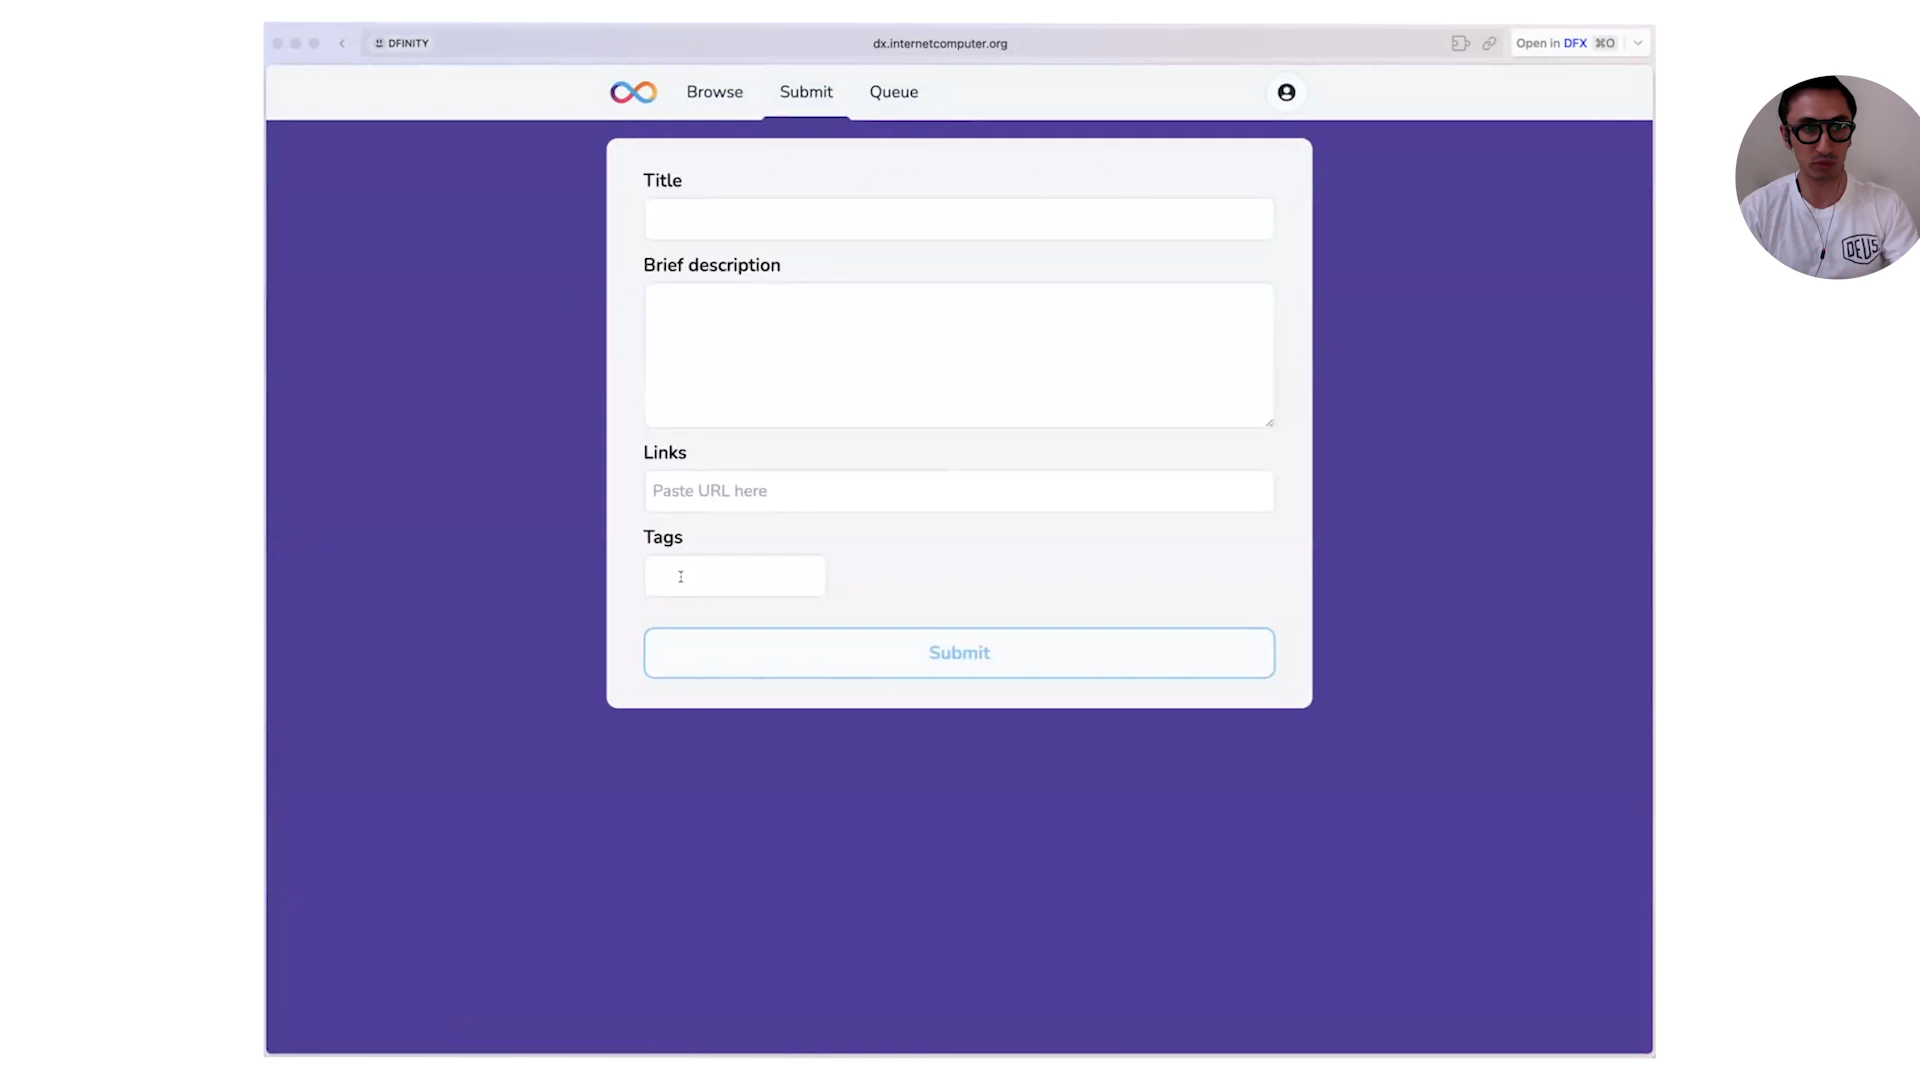 DFINITY
dx.internetcomputer.org
Open in DFX ⌘O
Browse
Submit
Queue
Title
Brief description
Links
Paste URL here
Tags
Submit
DEUS